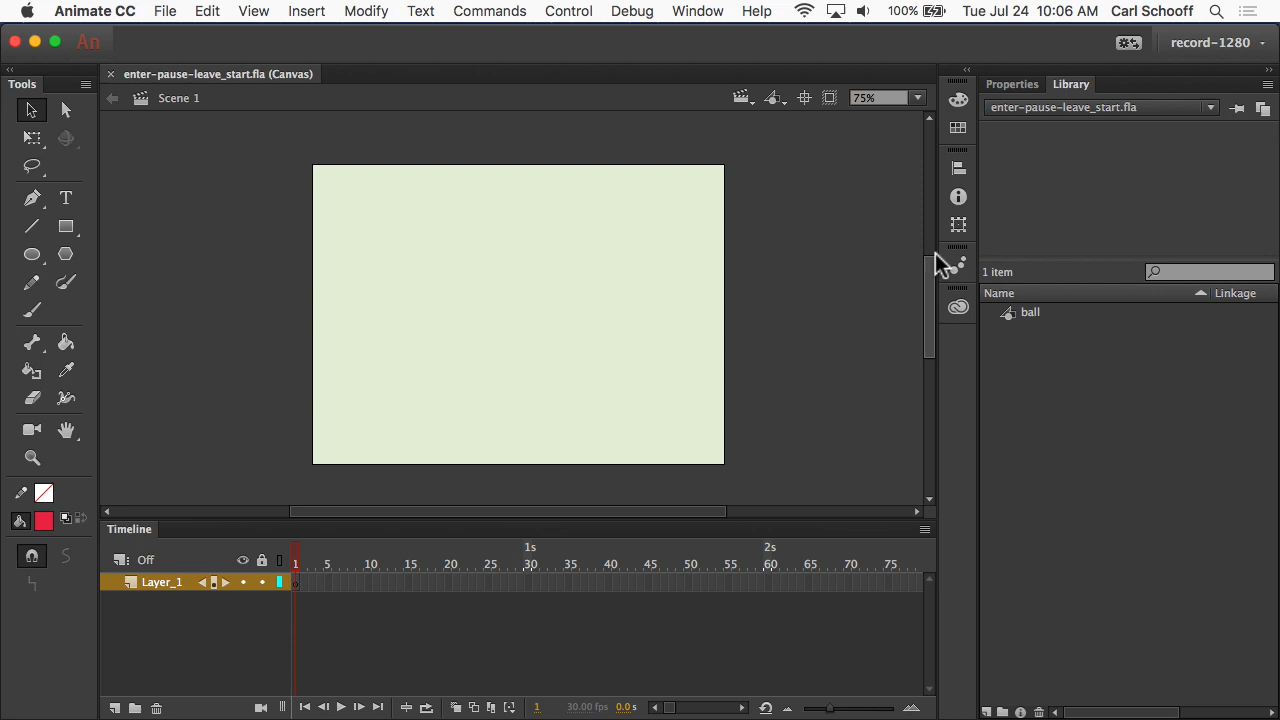 Animate CC File Edit View Insert Modify Text Commands Control Debug Window Help 100% Tue Jul 24 10:06 AM Carl Schooff
An record-1280
Tools × enter-pause-leave_start.fla (Canvas) Properties Library
Scene 1 75% enter-pause-leave_start.fla
T
1 item
Name Linkage
ball
Timeline
1s 2s
Off 1 5 10 15 20 25 30 35 40 45 50 55 60 65 70 75
Layer_1
1 30.00 fps 0.0 s